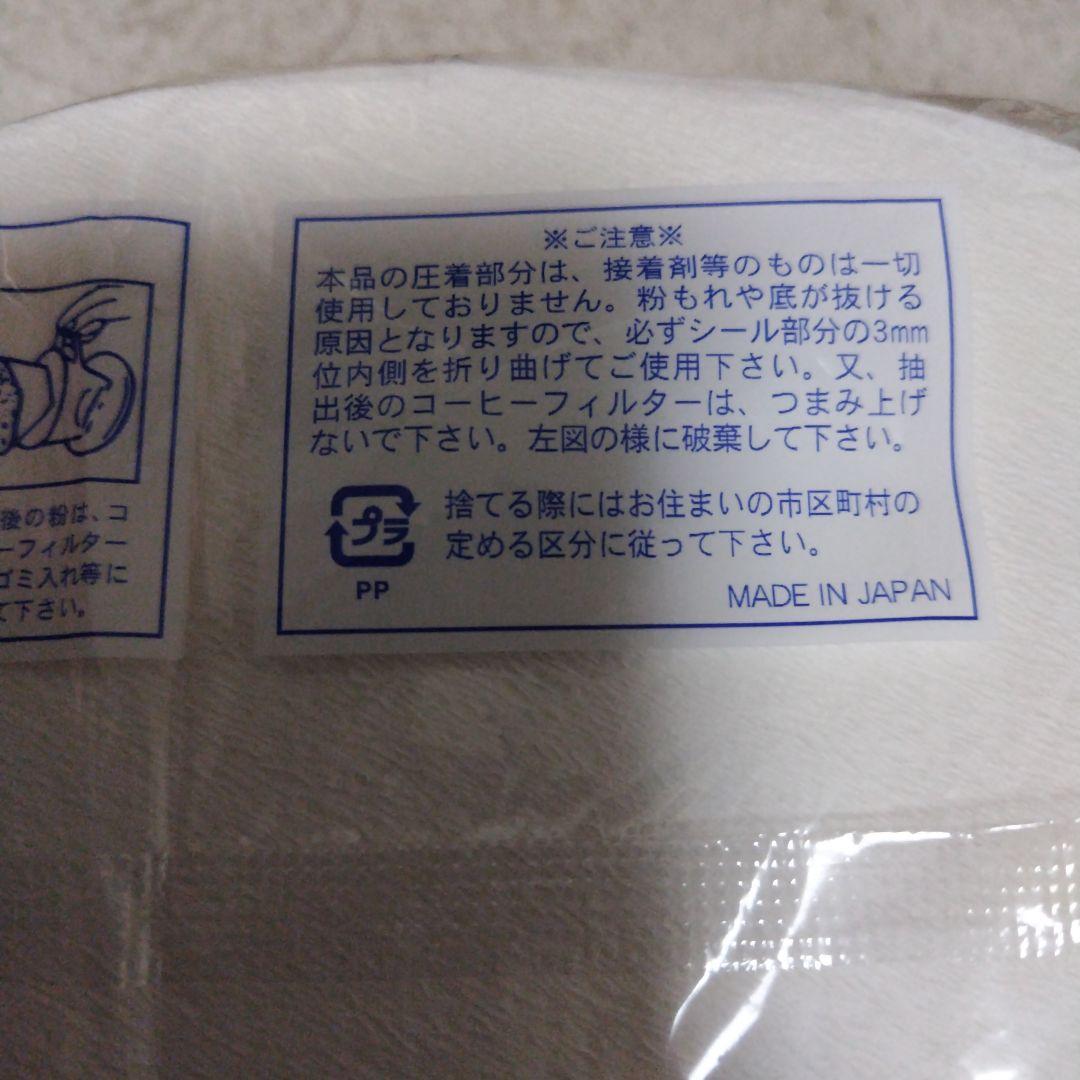 ※ご注意※
本品の圧着部分は、接着剤等のものは一切
使用しておりません。粉もれや底が抜ける
原因となりますので、必ずシール部分の3mm
位内側を折り曲げてご使用下さい。又、抽
出後のコーヒーフィルターは、つまみ上げ
ないで下さい。左図の様に破棄して下さい。
プラ
PP
捨てる際にはお住まいの市区町村の
定める区分に従って下さい。
MADE IN JAPAN
後の粉は、コ
ーフィルター
ゴミ入れ等に
て下さい。